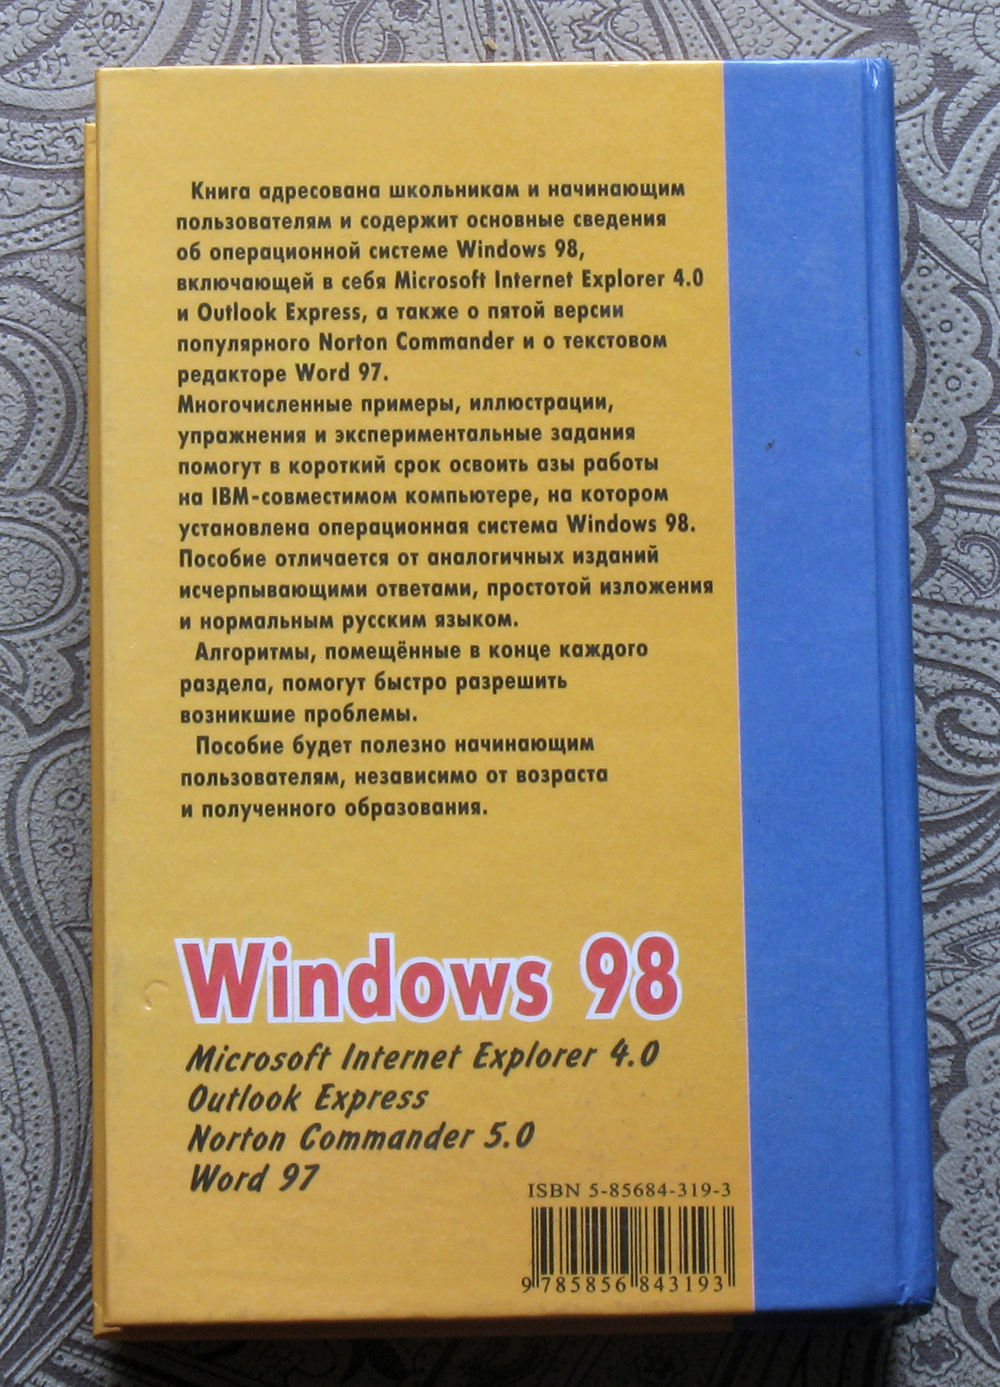 Книга адресована школьникам и начинающим
пользователям и содержит основные сведения
об операционной системе Windows 98,
включающей в себя Microsoft Internet Explorer 4.0
и Outlook Express, а также о пятой версии
популярного Norton Commander и о текстовом
редакторе Word 97.
Многочисленные примеры, иллюстрации,
упражнения и экспериментальные задания
помогут в короткий срок освоить азы работы
на IBM-совместимом компьютере, на котором
установлена операционная система Windows 98.
Пособие отличается от аналогичных изданий
исчерпывающими ответами, простотой изложения
и нормальным русским языком.
Алгоритмы, помещённые в конце каждого
раздела, помогут быстро разрешить
возникшие проблемы.
Пособие будет полезно начинающим
пользователям, независимо от возраста
и полученного образования.
Windows 98
Microsoft Internet Explorer 4.0
Outlook Express
Norton Commander 5.0
Word 97
ISBN 5-85684-319-3
9 785856 843193